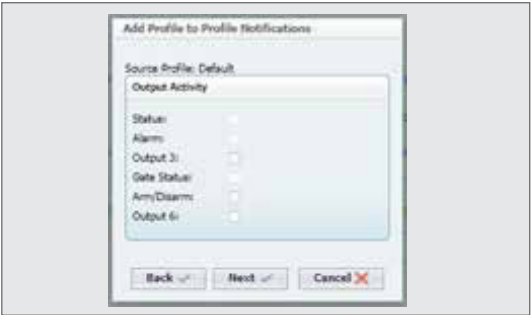 Add Profile to Profile Notifications
Source Profile: Default
Output Activity
Status:
Alarm:
Output 3:
Gate Status:
Arm/Disarm:
Output 6:
Back
Next
Cancel